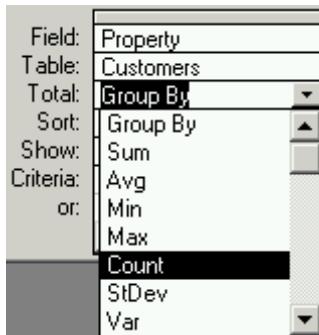 Field: Property
Table: Customers
Total: Group By
Sort: Group By
Show: Sum
Criteria: Avg
or: Min
Max
Count
StDev
Var